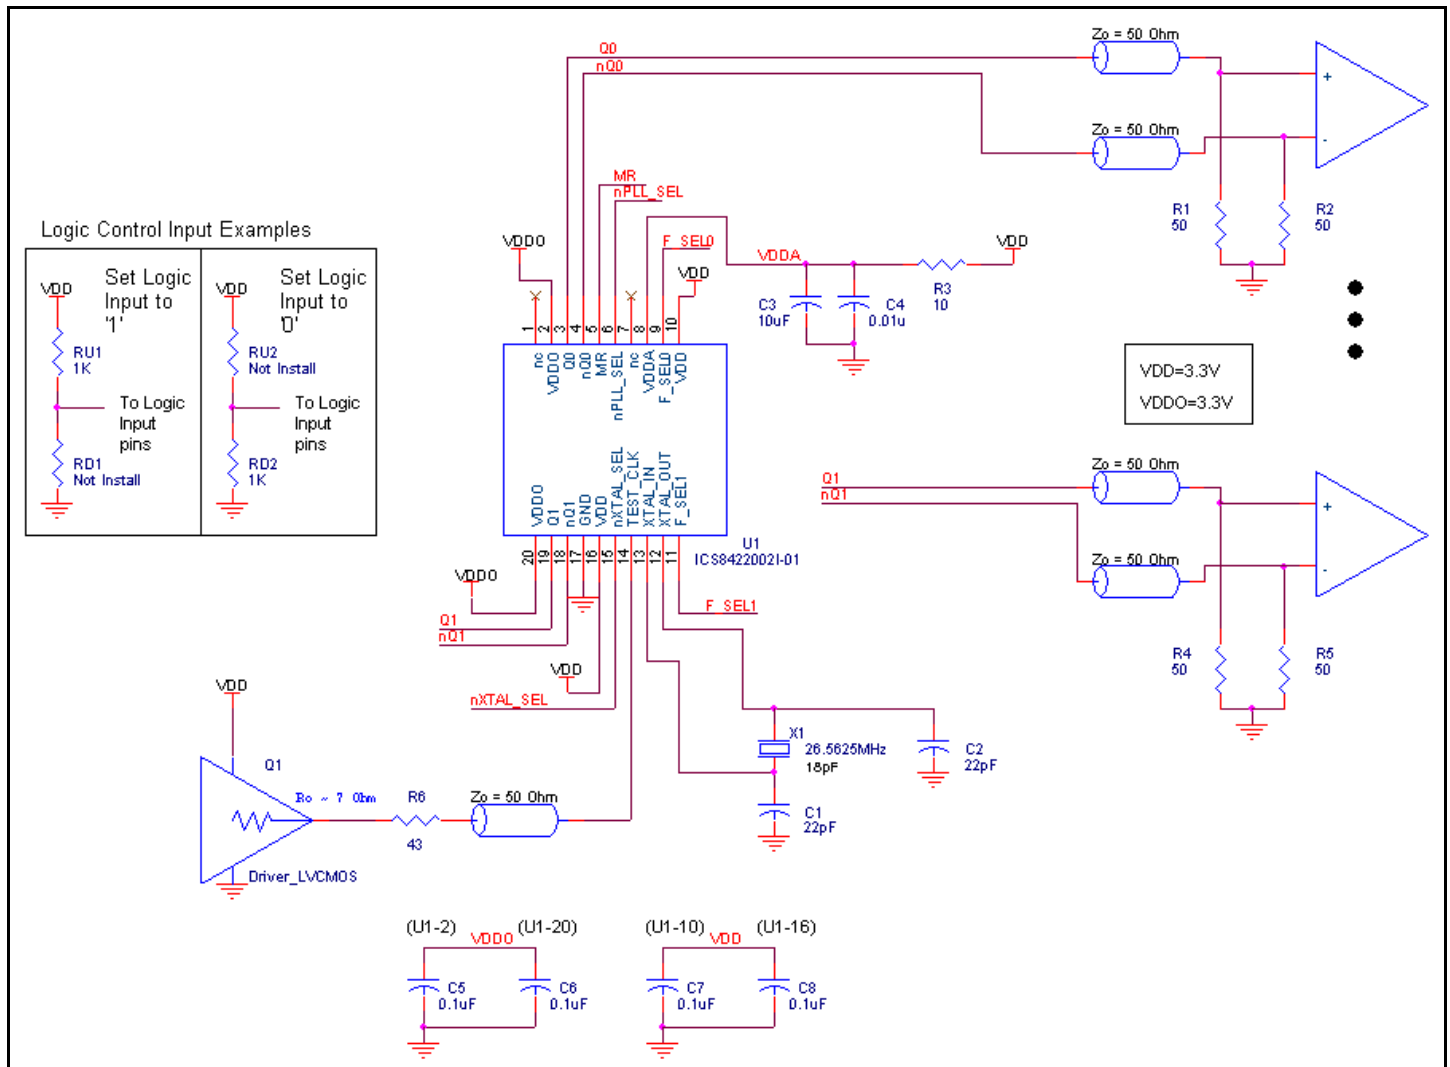 Q0
nQ0
Zo = 50 Ohm
+
Zo = 50 Ohm
-
R1
50
R2
50
MR
nPLL_SEL
VDDO
F_SEL0
VDDA
VDD
VDD
R3
10
C3
10uF
C4
0.01u
Logic Control Input Examples
VDD
Set Logic
Input to
'1'
RU1
1K
To Logic
Input
pins
RD1
Not Install
VDD
Set Logic
Input to
'0'
RU2
Not Install
To Logic
Input
pins
RD2
1K
1
2
3
4
5
6
7
8
9
10
nc
VDDO
Q0
nQ0
MR
nPLL_SEL
nc
VDDA
F_SEL0
VDD
VDDO
Q1
nQ1
GND
VDD
nXTAL_SEL
TEST_CLK
XTAL_IN
XTAL_OUT
F_SEL1
20
19
18
17
16
15
14
13
12
11
U1
ICS8422002I-01
VDD=3.3V
VDDO=3.3V
Q1
nQ1
Zo = 50 Ohm
+
Zo = 50 Ohm
-
R4
50
R5
50
VDDO
Q1
nQ1
VDD
nXTAL_SEL
F_SEL1
X1
26.5625MHz
18pF
C2
22pF
C1
22pF
VDD
Q1
Ro ~ 7 Ohm
R6
43
Zo = 50 Ohm
Driver_LVCMOS
(U1-2)
VDDO
(U1-20)
C5
0.1uF
C6
0.1uF
(U1-10)
VDD
(U1-16)
C7
0.1uF
C8
0.1uF